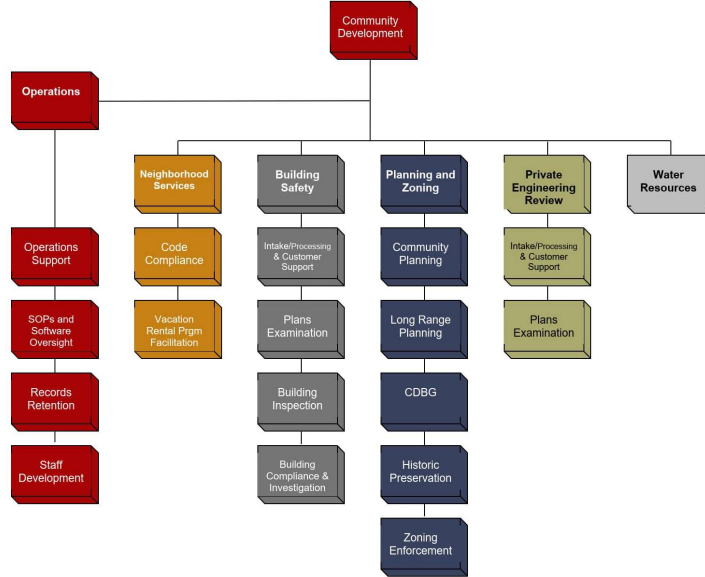 Community
Development
Operations
Neighborhood
Services
Building
Safety
Planning and
Zoning
Private
Engineering
Review
Water
Resources
Operations
Support
Code
Compliance
Intake/Processing
& Customer
Support
Community
Planning
Intake/Processing
& Customer
Support
SOPs and
Software
Oversight
Vacation
Rental Prgm
Facilitation
Plans
Examination
Long Range
Planning
Plans
Examination
Records
Retention
Building
Inspection
CDBG
Staff
Development
Building
Compliance &
Investigation
Historic
Preservation
Zoning
Enforcement